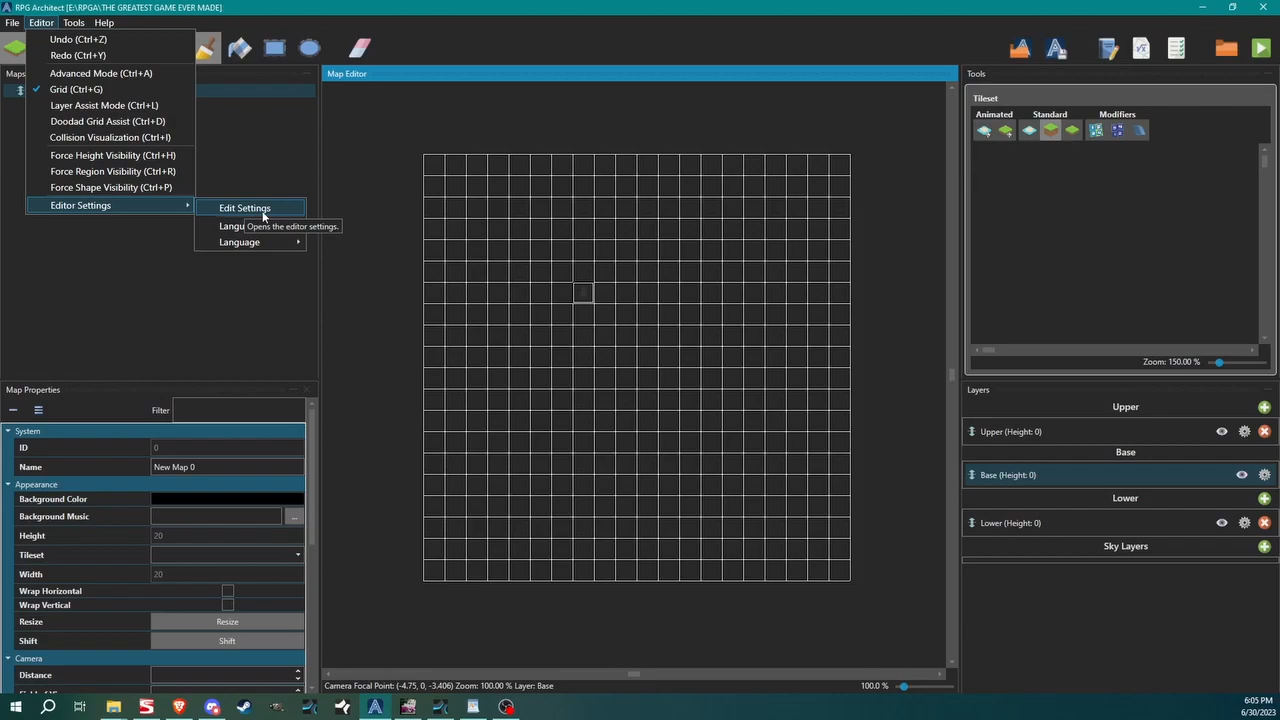 RPG Architect | E:\RPGA\THE GREATEST GAME EVER MADE\
File Editor Tools Help
Undo (Ctrl+Z)
Redo (Ctrl+Y)
Advanced Mode (Ctrl+A)
Grid (Ctrl+G)
Layer Assist Mode (Ctrl+L)
Doodad Grid Assist (Ctrl+D)
Collision Visualization (Ctrl+I)
Force Height Visibility (Ctrl+H)
Force Region Visibility (Ctrl+R)
Force Shape Visibility (Ctrl+P)
Editor Settings
Edit Settings
Langu
Opens the editor settings.
Language
Maps
Map Editor
Tools
Tileset
Animated Standard Modifiers
Zoom: 150.00 %
Map Properties
Filter
System
ID 0
Name New Map 0
Appearance
Background Color
Background Music ...
Height 20
Tileset
Width 20
Wrap Horizontal
Wrap Vertical
Resize Resize
Shift Shift
Camera
Distance
Layers
Upper
Upper (Height: 0)
Base
Base (Height: 0)
Lower
Lower (Height: 0)
Sky Layers
Camera Focal Point: (-4.75, 0, -3.406) Zoom: 100.00 % Layer: Base
100.0 %
6:05 PM
6/30/2023